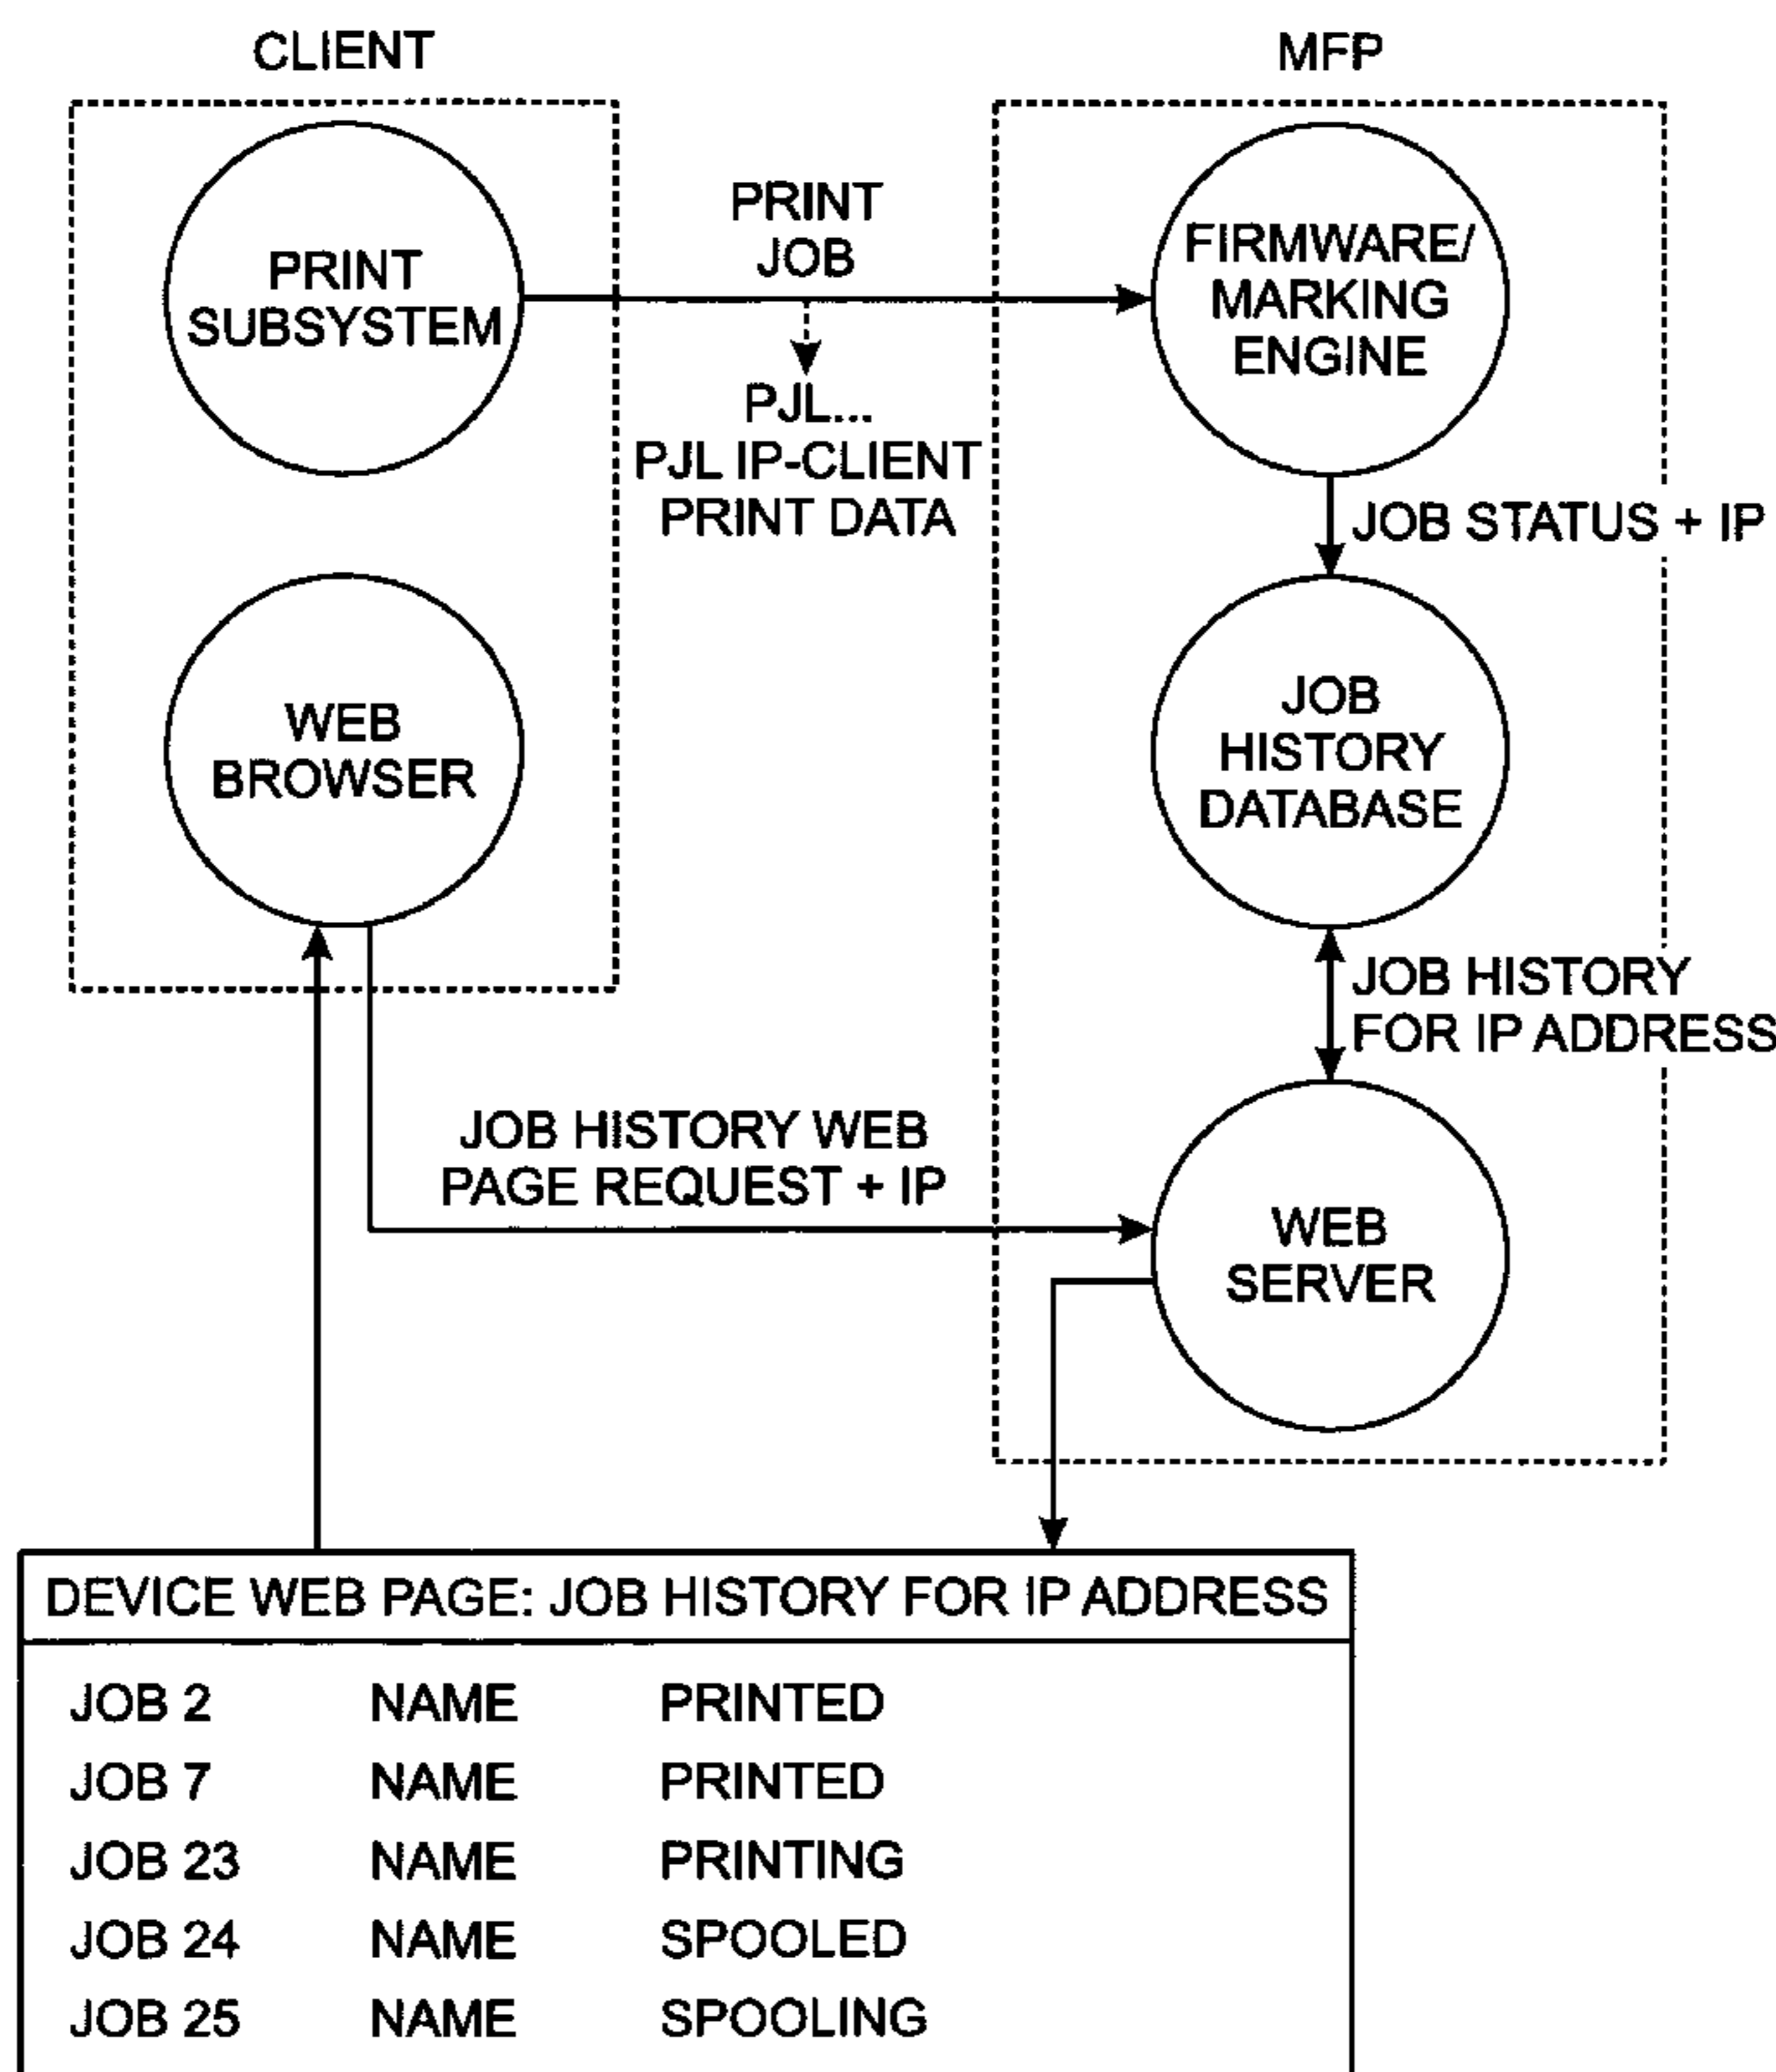 CLIENT
MFP
PRINT
SUBSYSTEM
PRINT
JOB
PJL...
PJL IP-CLIENT
PRINT DATA
FIRMWARE/
MARKING
ENGINE
JOB STATUS + IP
WEB
BROWSER
JOB
HISTORY
DATABASE
JOB HISTORY
FOR IP ADDRESS
JOB HISTORY WEB
PAGE REQUEST + IP
WEB
SERVER
DEVICE WEB PAGE: JOB HISTORY FOR IP ADDRESS
JOB 2 NAME PRINTED
JOB 7 NAME PRINTED
JOB 23 NAME PRINTING
JOB 24 NAME SPOOLED
JOB 25 NAME SPOOLING